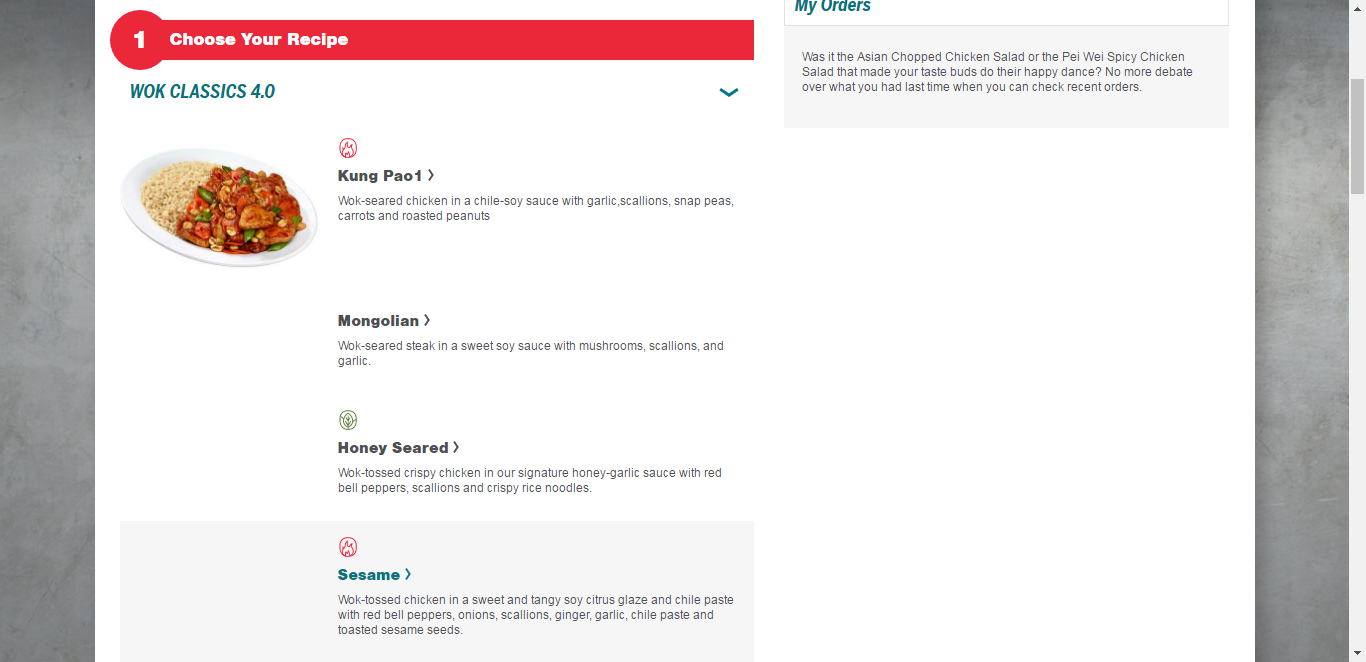 1 Choose Your Recipe
WOK CLASSICS 4.0
Kung Pao1 >
Wok-seared chicken in a chile-soy sauce with garlic,scallions, snap peas,
carrots and roasted peanuts
Mongolian >
Wok-seared steak in a sweet soy sauce with mushrooms, scallions, and
garlic.
Honey Seared >
Wok-tossed crispy chicken in our signature honey-garlic sauce with red
bell peppers, scallions and crispy rice noodles.
Sesame >
Wok-tossed chicken in a sweet and tangy soy citrus glaze and chile paste
with red bell peppers, onions, scallions, ginger, garlic, chile paste and
toasted sesame seeds.
My Orders
Was it the Asian Chopped Chicken Salad or the Pei Wei Spicy Chicken
Salad that made your taste buds do their happy dance? No more debate
over what you had last time when you can check recent orders.